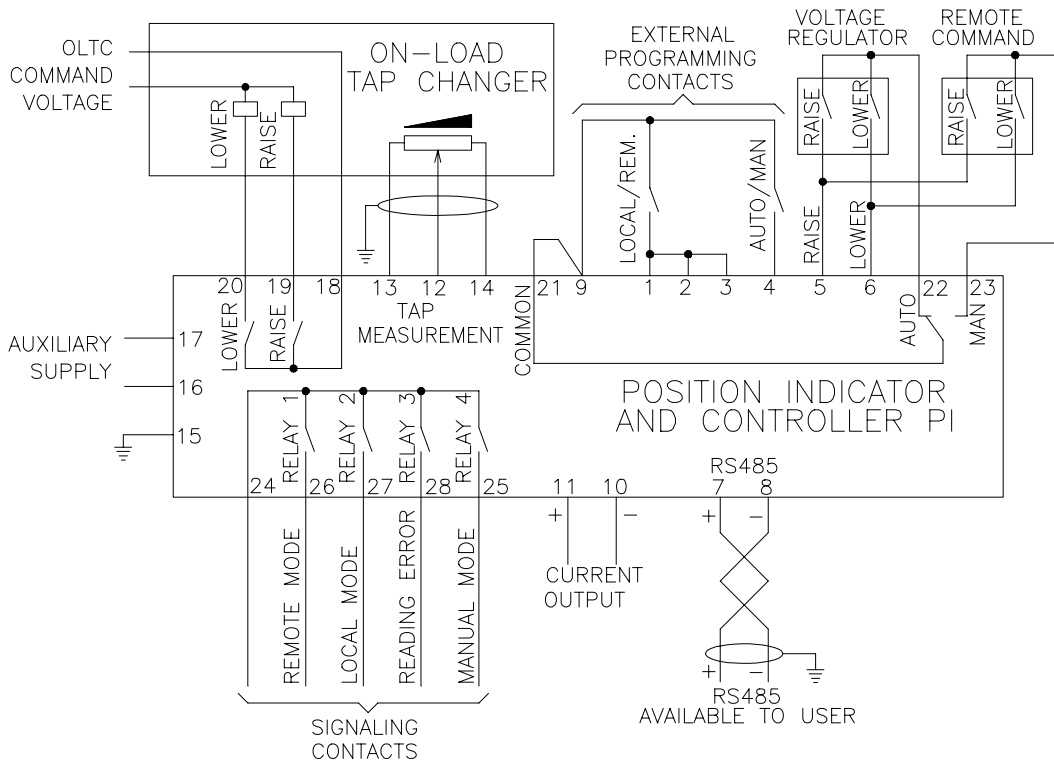 OLTC
COMMAND
VOLTAGE
ON-LOAD
TAP CHANGER
LOWER
RAISE
EXTERNAL
PROGRAMMING
CONTACTS
LOCAL/REM.
AUTO/MAN
VOLTAGE
REGULATOR
RAISE
LOWER
REMOTE
COMMAND
RAISE
LOWER
RAISE
LOWER
20 19 18 13 12 14 21 9 1 2 3 4 5 6 22 23
TAP
MEASUREMENT
COMMON
AUTO
MAN
LOWER
RAISE
AUXILIARY
SUPPLY
17
16
15
POSITION INDICATOR
AND CONTROLLER PI
RELAY 1
RELAY 2
RELAY 3
RELAY 4
RS485
24 26 27 28 25 11 10 7 8
+ − + −
REMOTE MODE
LOCAL MODE
READING ERROR
MANUAL MODE
CURRENT
OUTPUT
+ −
RS485
AVAILABLE TO USER
SIGNALING
CONTACTS